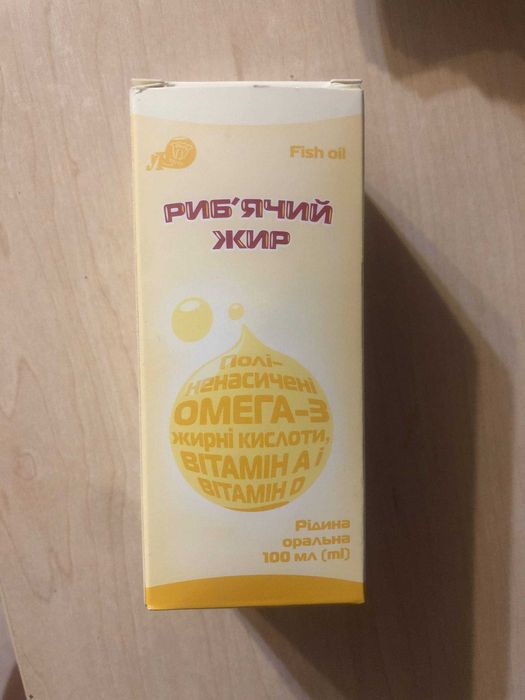 Fish oil
РИБ'ЯЧИЙ
ЖИР
Полі-
ненасичені
ОМЕГА-3
жирні кислоти,
ВІТАМІН А і
ВІТАМІН D
Рідина
оральна
100 мл (ml)